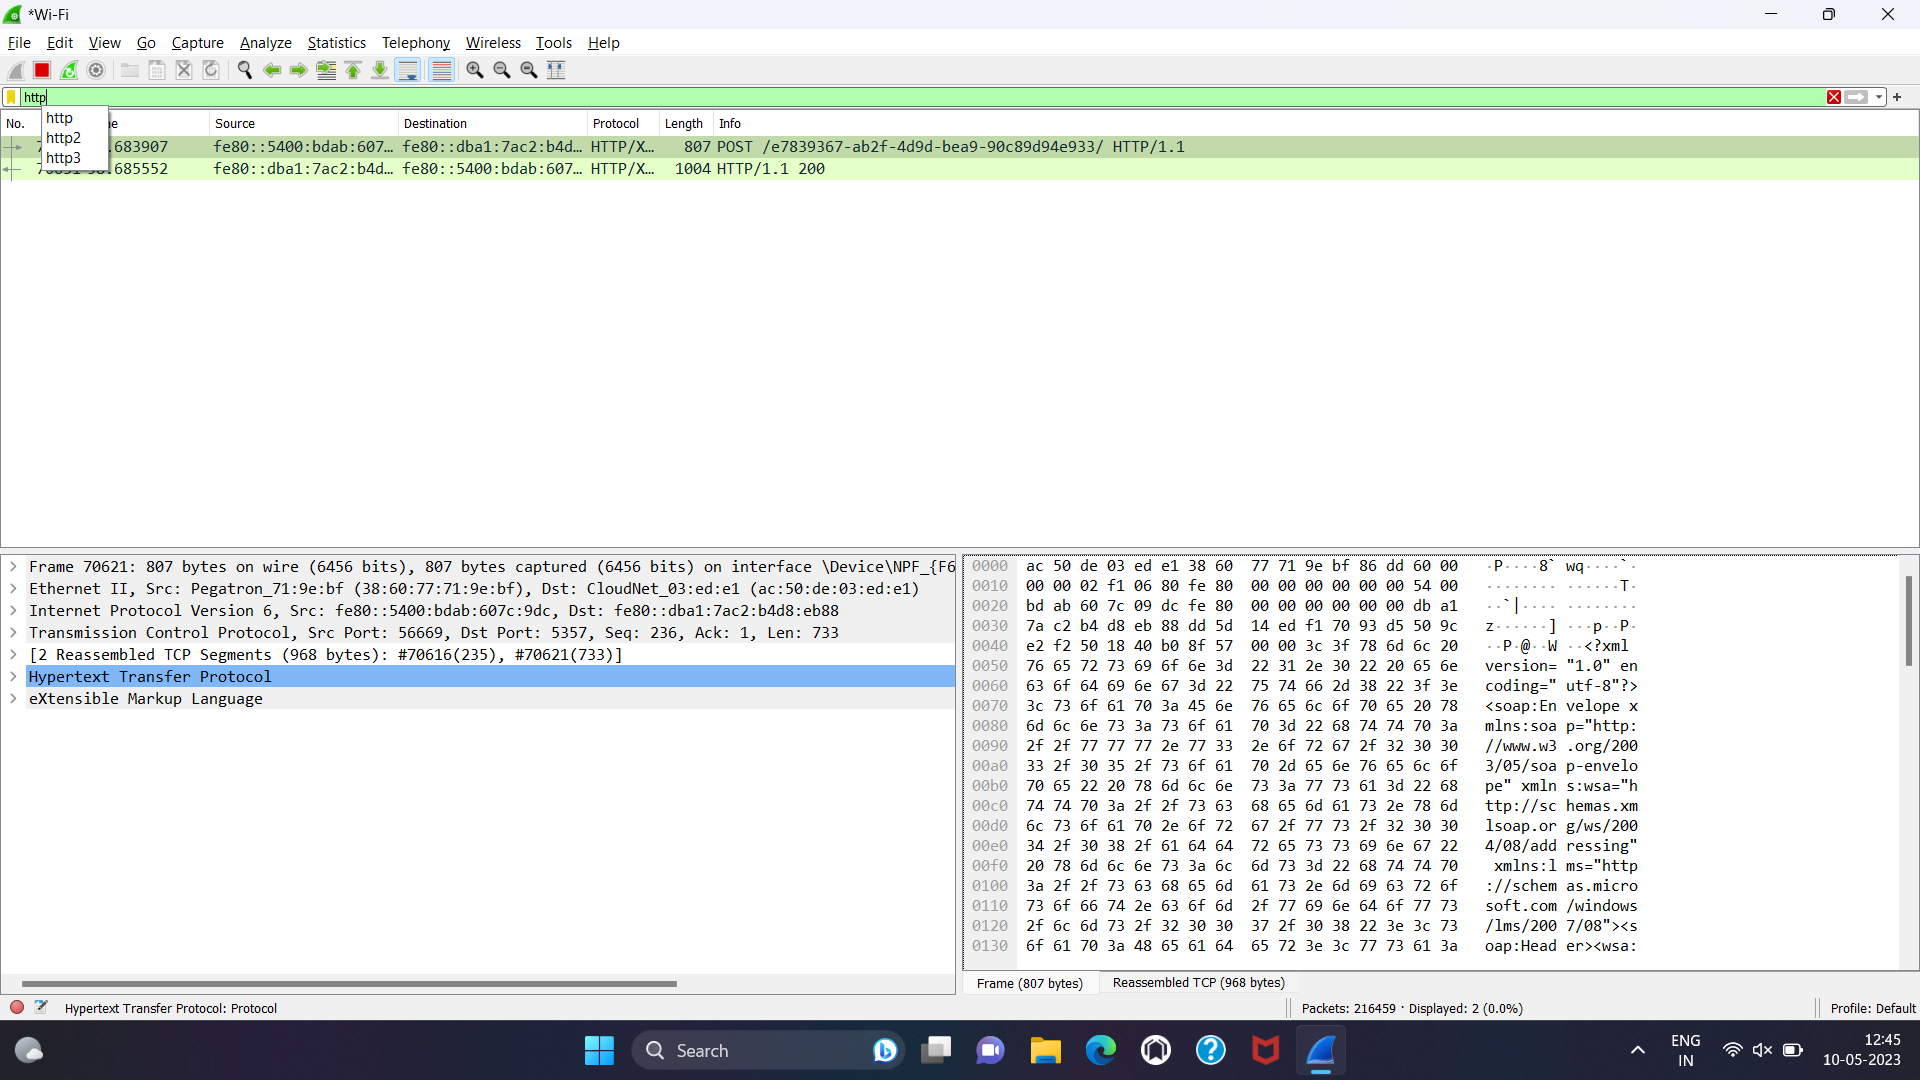 *Wi-Fi
File Edit View Go Capture Analyze Statistics Telephony Wireless Tools Help
http
http
http2
http3
No. Source Destination Protocol Length Info
.683907 fe80::5400:bdab:607… fe80::dba1:7ac2:b4d… HTTP/X… 807 POST /e7839367-ab2f-4d9d-bea9-90c89d94e933/ HTTP/1.1
.685552 fe80::dba1:7ac2:b4d… fe80::5400:bdab:607… HTTP/X… 1004 HTTP/1.1 200
Frame 70621: 807 bytes on wire (6456 bits), 807 bytes captured (6456 bits) on interface \Device\NPF_{F6
Ethernet II, Src: Pegatron_71:9e:bf (38:60:77:71:9e:bf), Dst: CloudNet_03:ed:e1 (ac:50:de:03:ed:e1)
Internet Protocol Version 6, Src: fe80::5400:bdab:607c:9dc, Dst: fe80::dba1:7ac2:b4d8:eb88
Transmission Control Protocol, Src Port: 56669, Dst Port: 5357, Seq: 236, Ack: 1, Len: 733
[2 Reassembled TCP Segments (968 bytes): #70616(235), #70621(733)]
Hypertext Transfer Protocol
eXtensible Markup Language
0000 ac 50 de 03 ed e1 38 60 77 71 9e bf 86 dd 60 00 ·P····8` wq····`·
0010 00 00 02 f1 06 80 fe 80 00 00 00 00 00 00 54 00 ········ ······T·
0020 bd ab 60 7c 09 dc fe 80 00 00 00 00 00 00 db a1 ··`|···· ········
0030 7a c2 b4 d8 eb 88 dd 5d 14 ed f1 70 93 d5 50 9c z······] ···p··P·
0040 e2 f2 50 18 40 b0 8f 57 00 00 3c 3f 78 6d 6c 20 ··P·@··W ··<?xml
0050 76 65 72 73 69 6f 6e 3d 22 31 2e 30 22 20 65 6e version= "1.0" en
0060 63 6f 64 69 6e 67 3d 22 75 74 66 2d 38 22 3f 3e coding=" utf-8"?>
0070 3c 73 6f 61 70 3a 45 6e 76 65 6c 6f 70 65 20 78 <soap:En velope x
0080 6d 6c 6e 73 3a 73 6f 61 70 3d 22 68 74 74 70 3a mlns:soa p="http:
0090 2f 2f 77 77 77 2e 77 33 2e 6f 72 67 2f 32 30 30 //www.w3 .org/200
00a0 33 2f 30 35 2f 73 6f 61 70 2d 65 6e 76 65 6c 6f 3/05/soa p-envelo
00b0 70 65 22 20 78 6d 6c 6e 73 3a 77 73 61 3d 22 68 pe" xmln s:wsa="h
00c0 74 74 70 3a 2f 2f 73 63 68 65 6d 61 73 2e 78 6d ttp://sc hemas.xm
00d0 6c 73 6f 61 70 2e 6f 72 67 2f 77 73 2f 32 30 30 lsoap.or g/ws/200
00e0 34 2f 30 38 2f 61 64 64 72 65 73 73 69 6e 67 22 4/08/add ressing"
00f0 20 78 6d 6c 6e 73 3a 6c 6d 73 3d 22 68 74 74 70 xmlns:l ms="http
0100 3a 2f 2f 73 63 68 65 6d 61 73 2e 6d 69 63 72 6f ://schem as.micro
0110 73 6f 66 74 2e 63 6f 6d 2f 77 69 6e 64 6f 77 73 soft.com /windows
0120 2f 6c 6d 73 2f 32 30 30 37 2f 30 38 22 3e 3c 73 /lms/200 7/08"><s
0130 6f 61 70 3a 48 65 61 64 65 72 3e 3c 77 73 61 3a oap:Head er><wsa:
Frame (807 bytes) Reassembled TCP (968 bytes)
Hypertext Transfer Protocol: Protocol Packets: 216459 · Displayed: 2 (0.0%) Profile: Default
Search
ENG
IN
12:45
10-05-2023